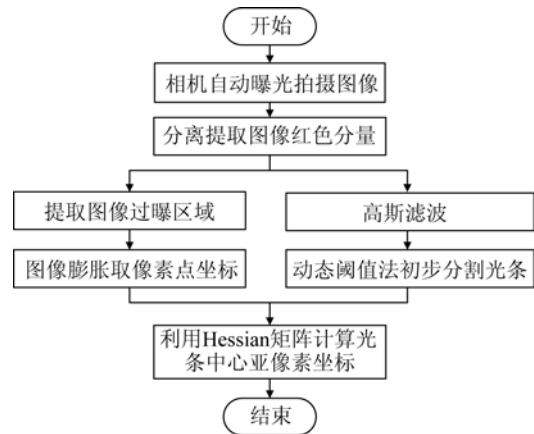 开始
相机自动曝光拍摄图像
分离提取图像红色分量
提取图像过曝区域
高斯滤波
图像膨胀取像素点坐标
动态阈值法初步分割光条
利用Hessian矩阵计算光
条中心亚像素坐标
结束